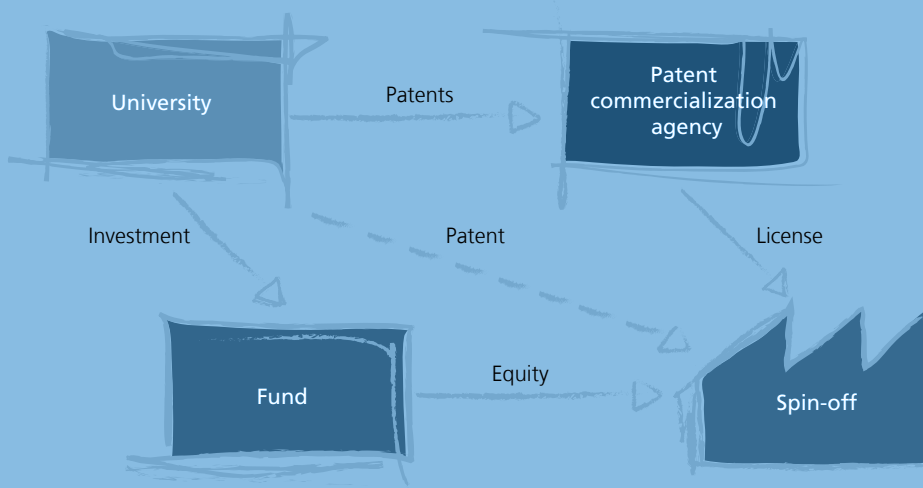 University
Patents
Patent
commercialization
agency
Investment
Patent
License
Fund
Equity
Spin-off